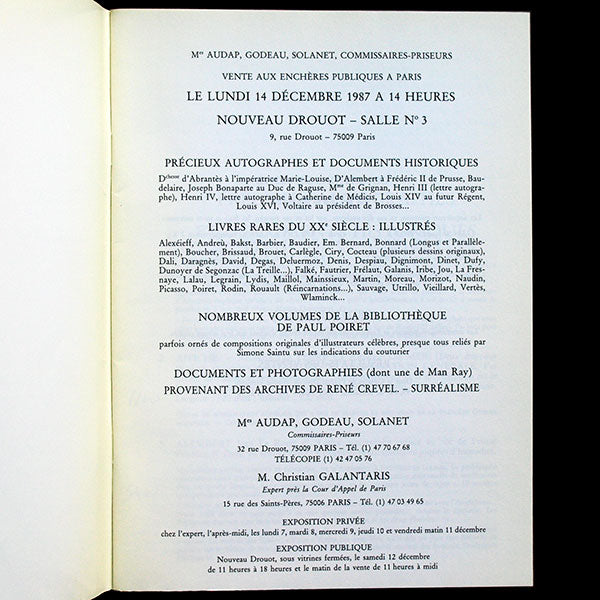 Mes AUDAP, GODEAU, SOLANET, COMMISSAIRES-PRISEURS
VENTE AUX ENCHÈRES PUBLIQUES A PARIS
LE LUNDI 14 DÉCEMBRE 1987 A 14 HEURES
NOUVEAU DROUOT – SALLE No 3
9, rue Drouot – 75009 Paris
PRÉCIEUX AUTOGRAPHES ET DOCUMENTS HISTORIQUES
Dchesse d'Abrantès à l'impératrice Marie-Louise, D'Alembert à Frédéric II de Prusse, Bau-
delaire, Joseph Bonaparte au Duc de Raguse, Mme de Grignan, Henri III (lettre autogra-
phe), Henri IV, lettre autographe à Catherine de Médicis, Louis XIV au futur Régent,
Louis XVI, Voltaire au président de Brosses...
LIVRES RARES DU XXe SIÈCLE : ILLUSTRÉS
Alexéieff, Andreù, Bakst, Barbier, Baudier, Em. Bernard, Bonnard (Longus et Parallèle-
ment), Boucher, Brissaud, Brouet, Carlègle, Ciry, Cocteau (plusieurs dessins originaux),
Dali, Daragnès, David, Degas, Deluermoz, Denis, Despiau, Dignimont, Dinet, Dufy,
Dunoyer de Segonzac (La Treille...), Falké, Fautrier, Frélaut, Galanis, Iribe, Jou, La Fres-
naye, Lalau, Legrain, Lydis, Maillol, Mainssieux, Martin, Moreau, Morizot, Naudin,
Picasso, Poiret, Rodin, Rouault (Réincarnations...), Sauvage, Utrillo, Vieillard, Vertès,
Wlaminck...
NOMBREUX VOLUMES DE LA BIBLIOTHÈQUE
DE PAUL POIRET
parfois ornés de compositions originales d'illustrateurs célèbres, presque tous reliés par
Simone Saintu sur les indications du couturier
DOCUMENTS ET PHOTOGRAPHIES (dont une de Man Ray)
PROVENANT DES ARCHIVES DE RENÉ CREVEL. – SURRÉALISME
Mes AUDAP, GODEAU, SOLANET
Commissaires-Priseurs
32 rue Drouot, 75009 PARIS – Tél. (1) 47 70 67 68
TÉLÉCOPIE (1) 42 47 05 76
M. Christian GALANTARIS
Expert près la Cour d'Appel de Paris
15 rue des Saints-Pères, 75006 PARIS – Tél. (1) 47 03 49 65
EXPOSITION PRIVÉE
chez l'expert, l'après-midi, les lundi 7, mardi 8, mercredi 9, jeudi 10 et vendredi matin 11 décembre
EXPOSITION PUBLIQUE
Nouveau Drouot, sous vitrines fermées, le samedi 12 décembre
de 11 heures à 18 heures et le matin de la vente de 11 heures à midi